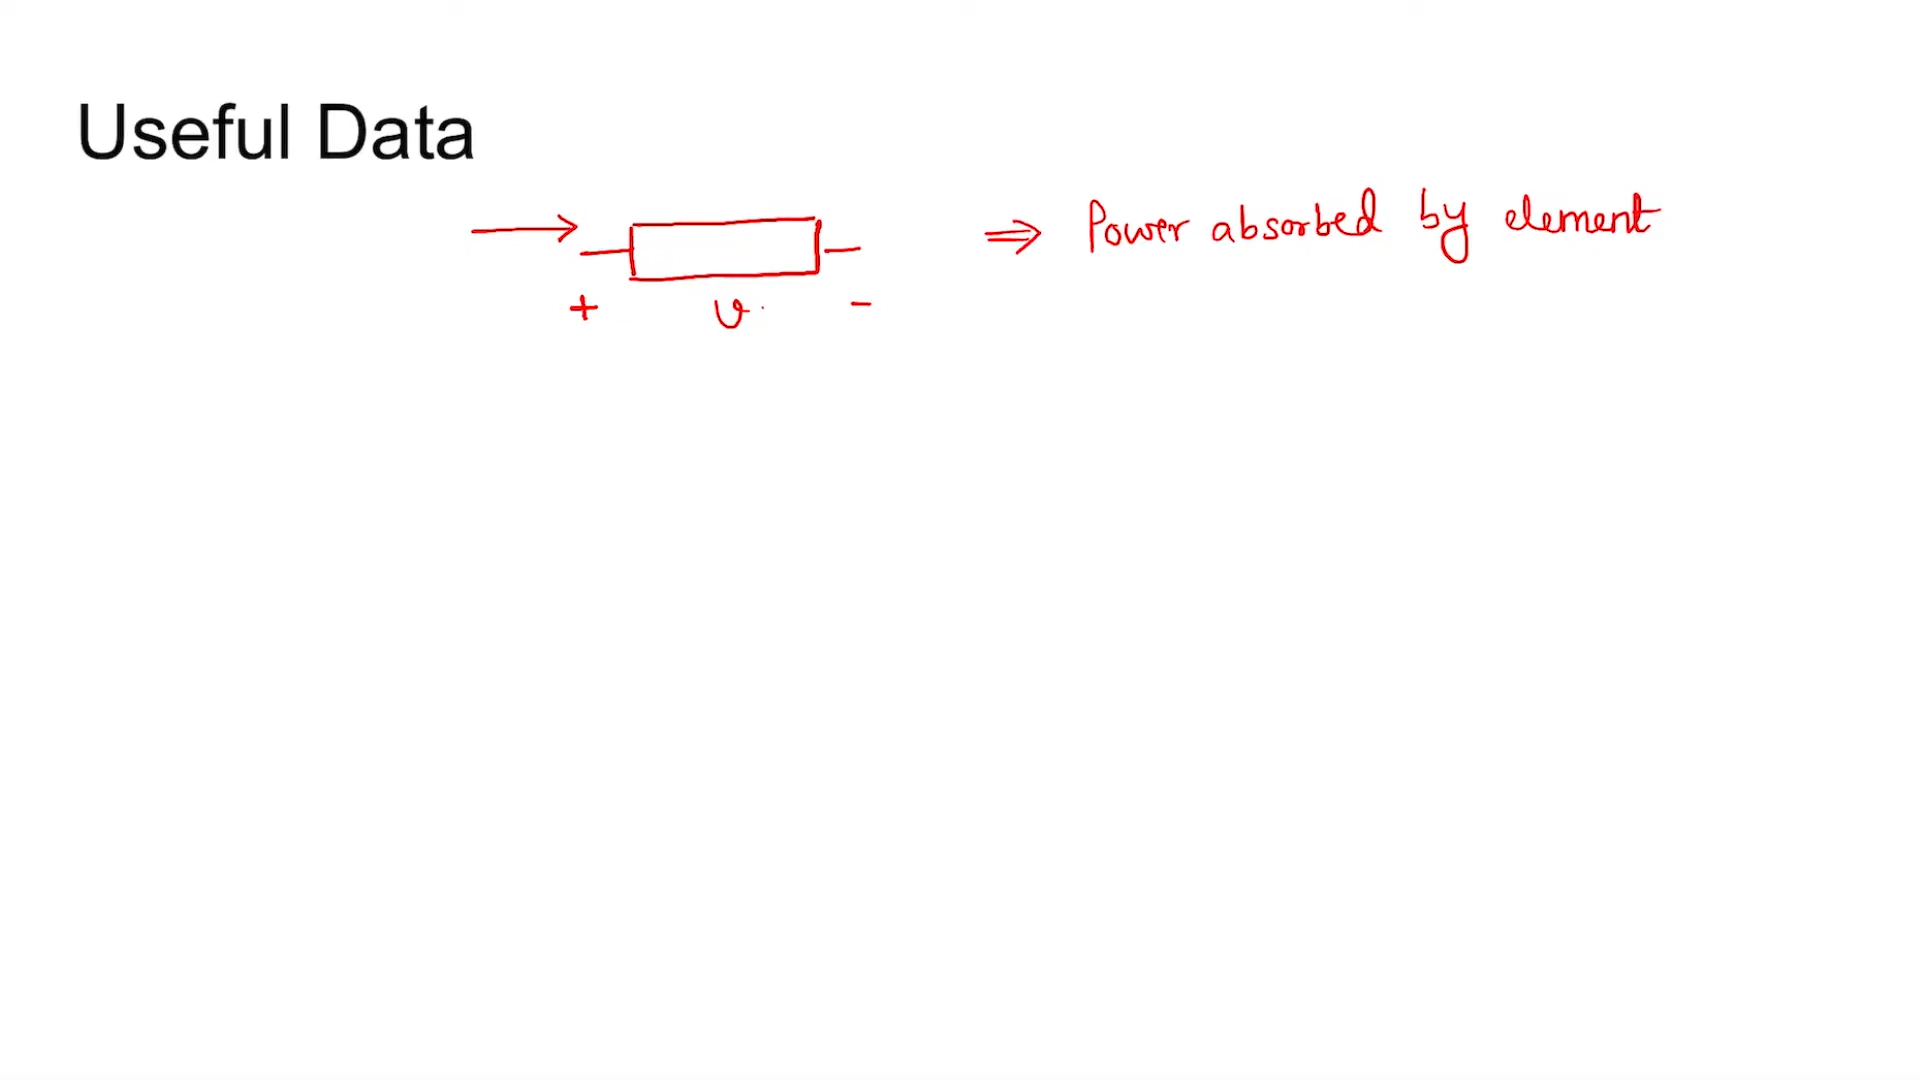 Useful Data
⇒ Power absorbed by element
+ v -